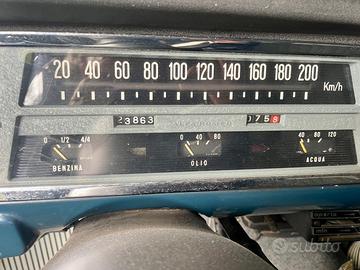 20 40 60 80 100 120 140 160 180 200
Km/h
23863 758
0 1/2 4/4 0 40 80 40 80 120
BENZINA OLIO ACQUA
subito